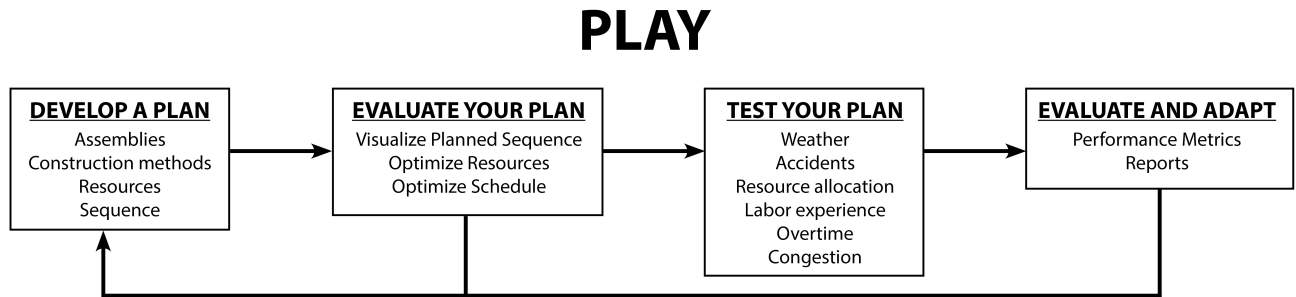 PLAY
DEVELOP A PLAN
Assemblies
Construction methods
Resources
Sequence
EVALUATE YOUR PLAN
Visualize Planned Sequence
Optimize Resources
Optimize Schedule
TEST YOUR PLAN
Weather
Accidents
Resource allocation
Labor experience
Overtime
Congestion
EVALUATE AND ADAPT
Performance Metrics
Reports